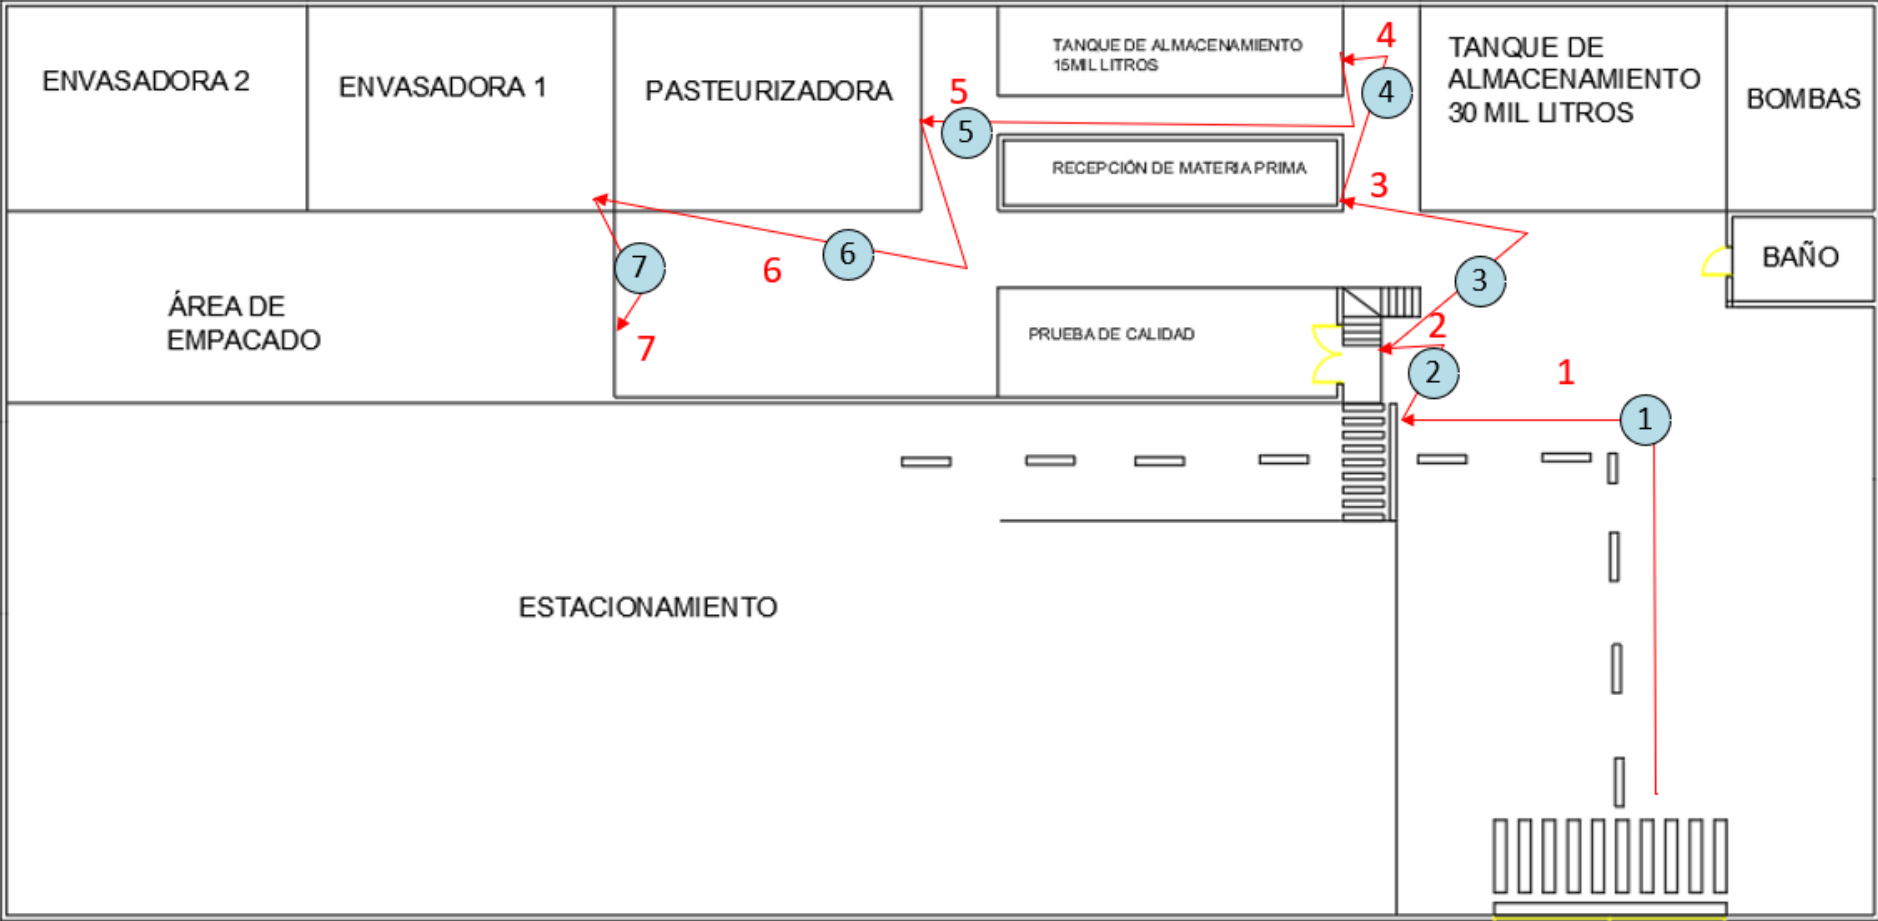 ENVASADORA 2
ENVASADORA 1
PASTEURIZADORA
5
5
TANQUE DE ALMACENAMIENTO
15MIL LITROS
4
4
TANQUE DE
ALMACENAMIENTO
30 MIL LITROS
BOMBAS
RECEPCIÓN DE MATERIA PRIMA
3
BAÑO
7
6
6
3
ÁREA DE
EMPACADO
7
PRUEBA DE CALIDAD
2
2
1
1
ESTACIONAMIENTO